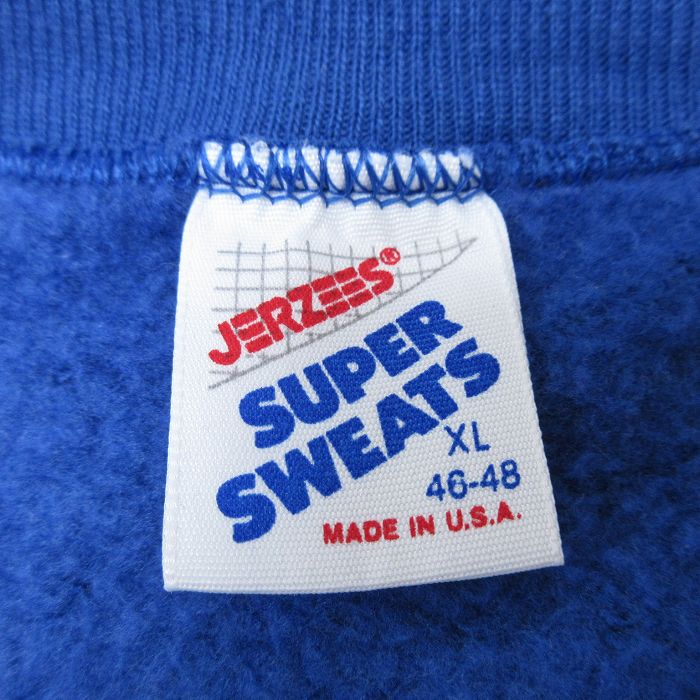 JERZEES®
SUPER
SWEATS
XL
46-48
MADE IN U.S.A.